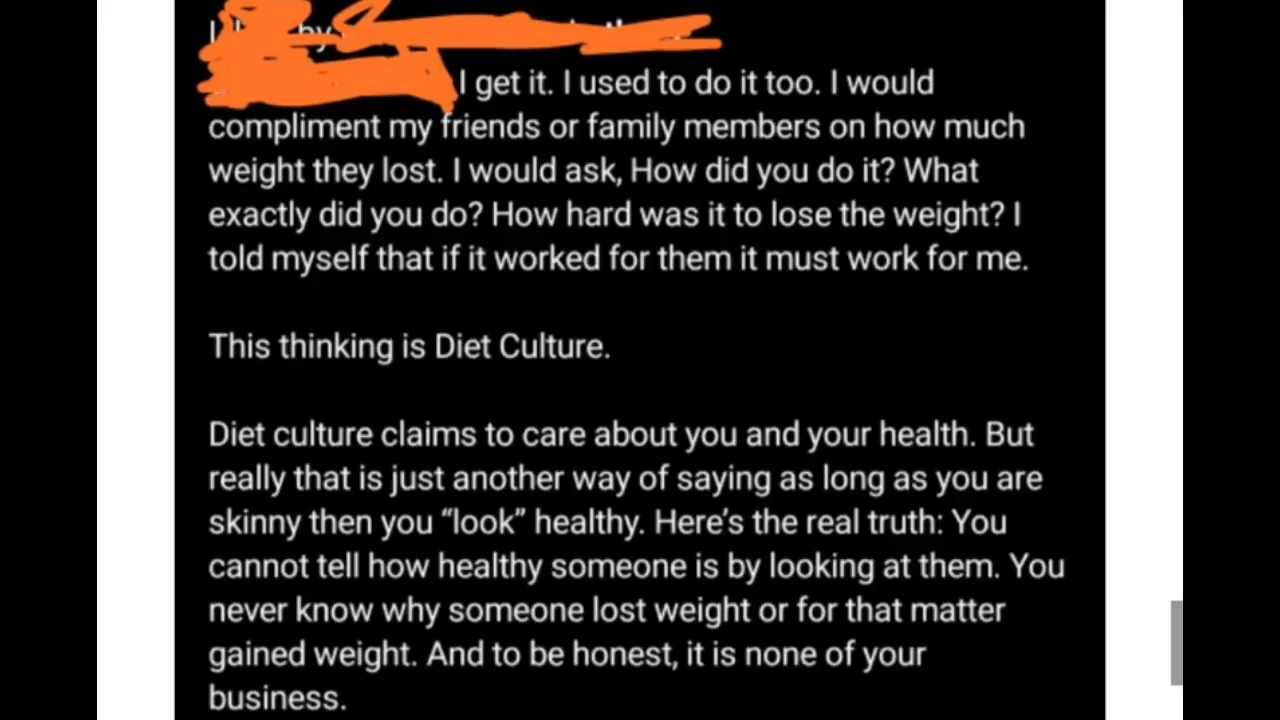 I get it. I used to do it too. I would
compliment my friends or family members on how much
weight they lost. I would ask, How did you do it? What
exactly did you do? How hard was it to lose the weight? I
told myself that if it worked for them it must work for me.
This thinking is Diet Culture.
Diet culture claims to care about you and your health. But
really that is just another way of saying as long as you are
skinny then you “look” healthy. Here’s the real truth: You
cannot tell how healthy someone is by looking at them. You
never know why someone lost weight or for that matter
gained weight. And to be honest, it is none of your
business.